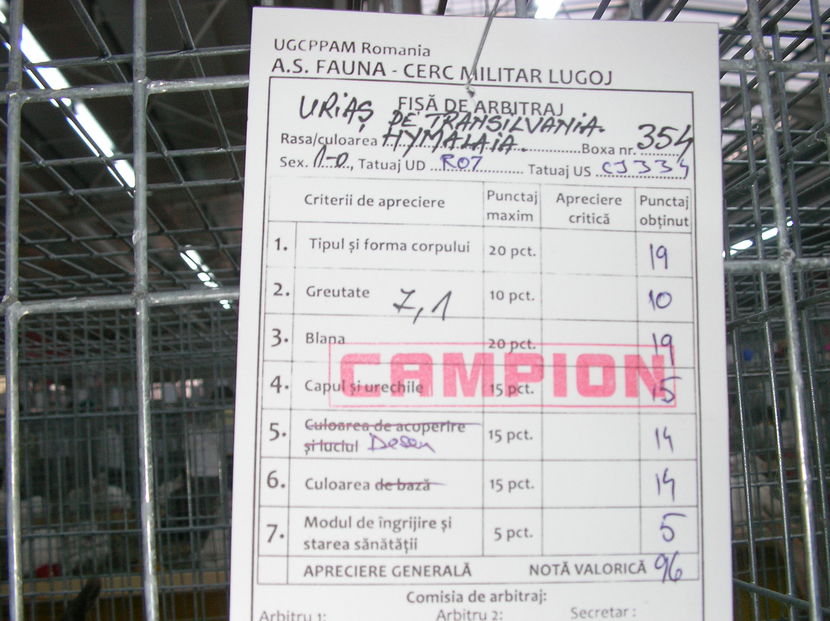 UGCPPAM Romania
A.S. FAUNA - CERC MILITAR LUGOJ
FIȘĂ DE ARBITRAJ
URIAȘ DE TRANSILVANIA.
Rasa/culoarea HYMALAIA. Boxa nr. 354
Sex. 1-0, Tatuaj UD R07 Tatuaj US CJ334
Criterii de apreciere Punctaj maxim Apreciere critică Punctaj obținut
1. Tipul și forma corpului 20 pct. 19
2. Greutate 7,1 10 pct. 10
3. Blana 20 pct. 19
CAMPION
4. Capul și urechile 15 pct. 15
5. Culoarea de acoperire și luciul Desen 15 pct. 14
6. Culoarea de bază 15 pct. 14
7. Modul de îngrijire și starea sănătății 5 pct. 5
APRECIERE GENERALĂ NOTĂ VALORICĂ 96
Comisia de arbitraj:
Arbitru 1: Arbitru 2: Secretar :